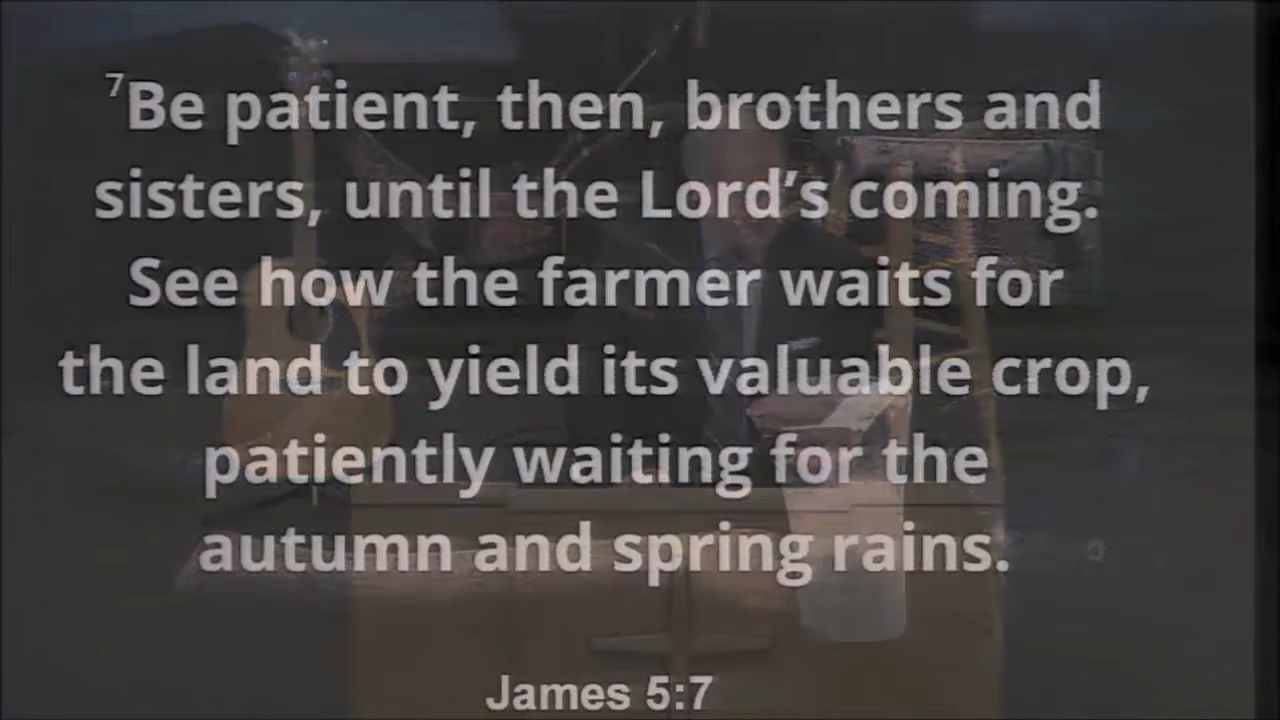 ⁷Be patient, then, brothers and
sisters, until the Lord’s coming.
See how the farmer waits for
the land to yield its valuable crop,
patiently waiting for the
autumn and spring rains.
James 5:7